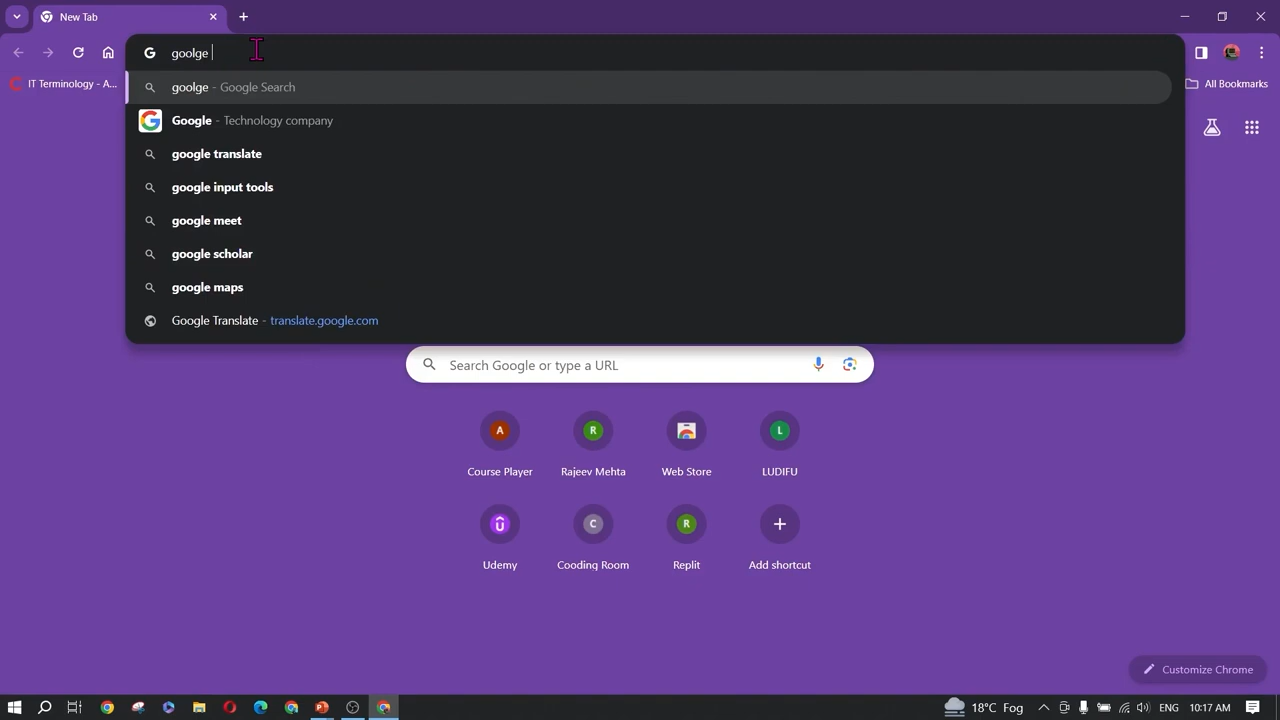 New Tab
goolge
IT Terminology - A...
All Bookmarks
goolge - Google Search
Google - Technology company
google translate
google input tools
google meet
google scholar
google maps
Google Translate - translate.google.com
Search Google or type a URL
Course Player
Rajeev Mehta
Web Store
LUDIFU
Udemy
Cooding Room
Replit
Add shortcut
Customize Chrome
18°C Fog
ENG
10:17 AM